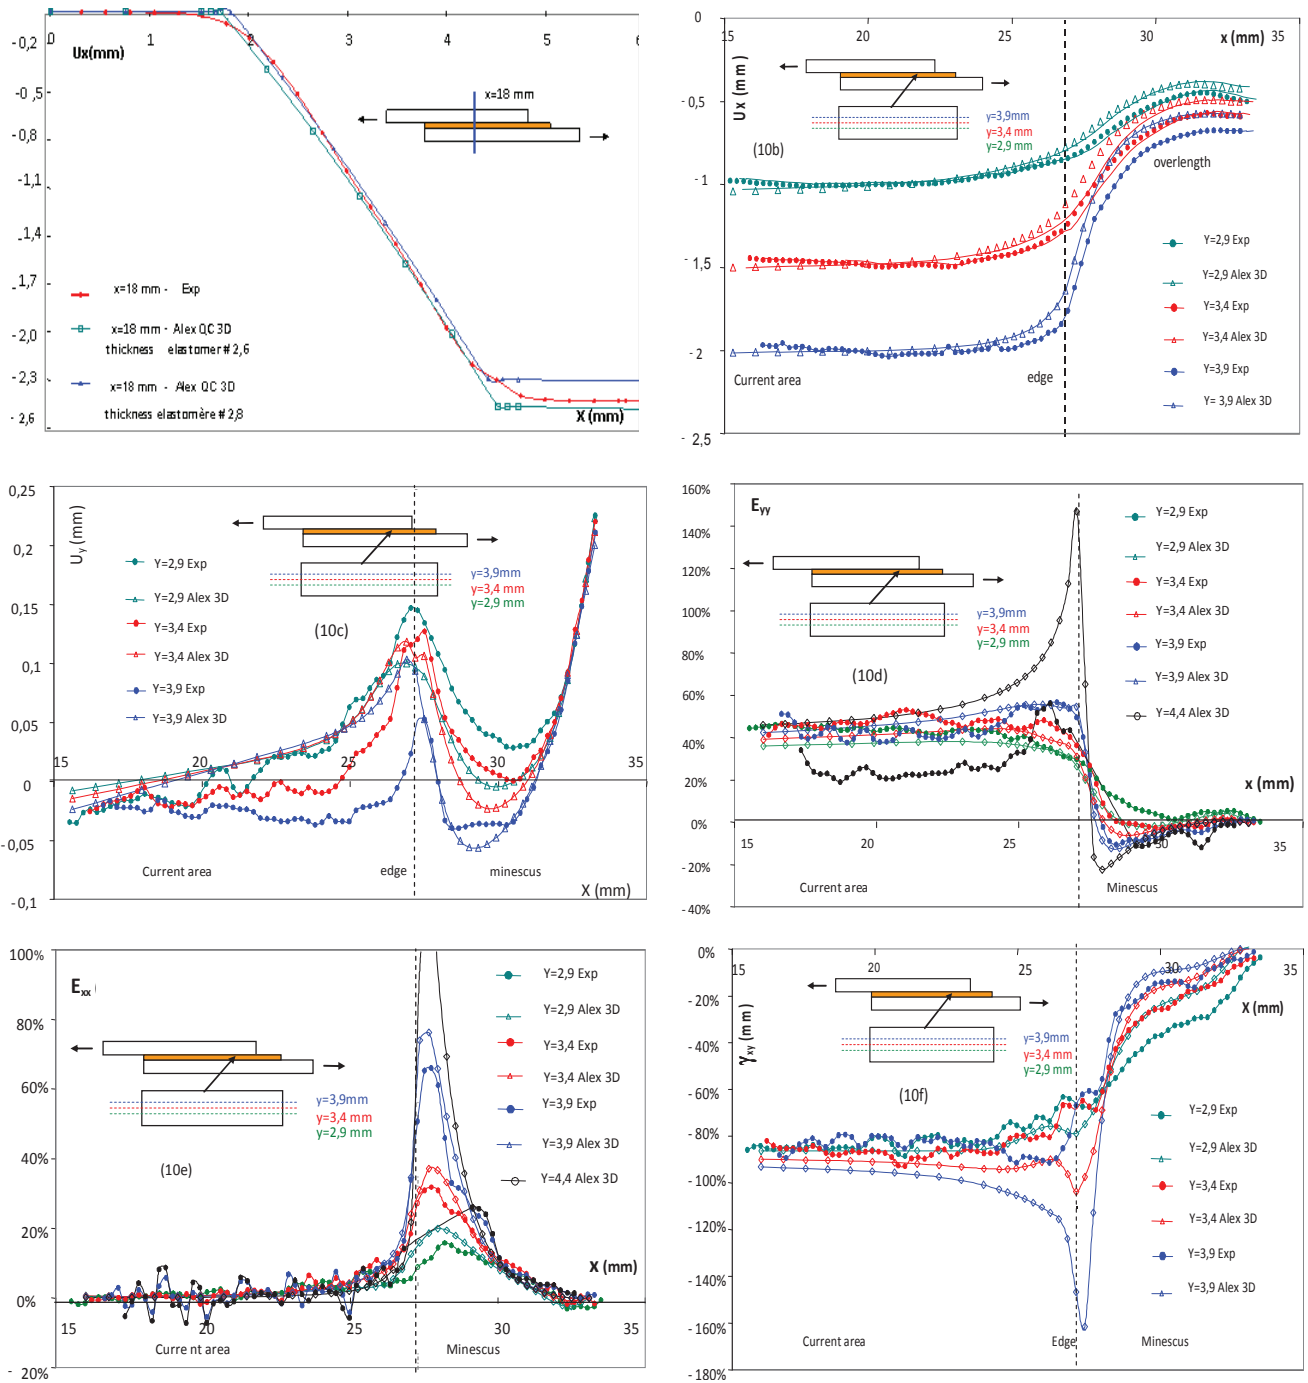 0
1
2
3
4
5
6
Ux(mm)
-0,2
-0,5
-0,8
-1,1
-1,4
-1,7
-2,0
-2,3
-2,6
x=18 mm
x=18 mm - Exp
x=18 mm - Alex QC 3D
thickness elastomer # 2,6
x=18 mm - Alex QC 3D
thickness elastomère # 2,8
X (mm)
0
15
20
25
30
35
x (mm)
Ux (mm)
- 0,5
- 1
- 1,5
- 2
- 2,5
y=3,9mm
y=3,4 mm
y=2,9 mm
(10b)
overlength
Y=2,9 Exp
Y=2,9 Alex 3D
Y=3,4 Exp
Y=3,4 Alex 3D
Y=3,9 Exp
Y= 3,9 Alex 3D
Current area
edge
0,25
0,2
0,15
0,1
0,05
0
-0,05
-0,1
Uy (mm)
Y=2,9 Exp
Y=2,9 Alex 3D
Y=3,4 Exp
Y=3,4 Alex 3D
Y=3,9 Exp
Y=3,9 Alex 3D
y=3,9mm
y=3,4 mm
y=2,9 mm
(10c)
15
20
25
30
35
Current area
edge
minescus
X (mm)
160%
140%
120%
100%
80%
60%
40%
20%
0%
-20%
-40%
Eyy
Y=2,9 Exp
Y=2,9 Alex 3D
Y=3,4 Exp
Y=3,4 Alex 3D
Y=3,9 Exp
Y=3,9 Alex 3D
Y=4,4 Alex 3D
y=3,9mm
y=3,4 mm
y=2,9 mm
(10d)
x (mm)
15
20
25
30
35
Current area
Minescus
100%
80%
60%
40%
20%
0%
- 20%
Exx
Y=2,9 Exp
Y=2,9 Alex 3D
Y=3,4 Exp
Y=3,4 Alex 3D
Y=3,9 Exp
Y=3,9 Alex 3D
Y=4,4 Alex 3D
y=3,9mm
y=3,4 mm
y=2,9 mm
(10e)
X (mm)
15
20
25
30
35
Current area
Minescus
0%
-20%
-40%
-60%
-80%
-100%
-120%
-140%
-160%
-180%
15
20
25
30
35
X (mm)
γxy (mm)
y=3,9mm
y=3,4 mm
y=2,9 mm
(10f)
Y=2,9 Exp
Y=2,9 Alex 3D
Y=3,4 Exp
Y=3,4 Alex 3D
Y=3,9 Exp
Y=3,9 Alex 3D
Current area
Edge
Minescus